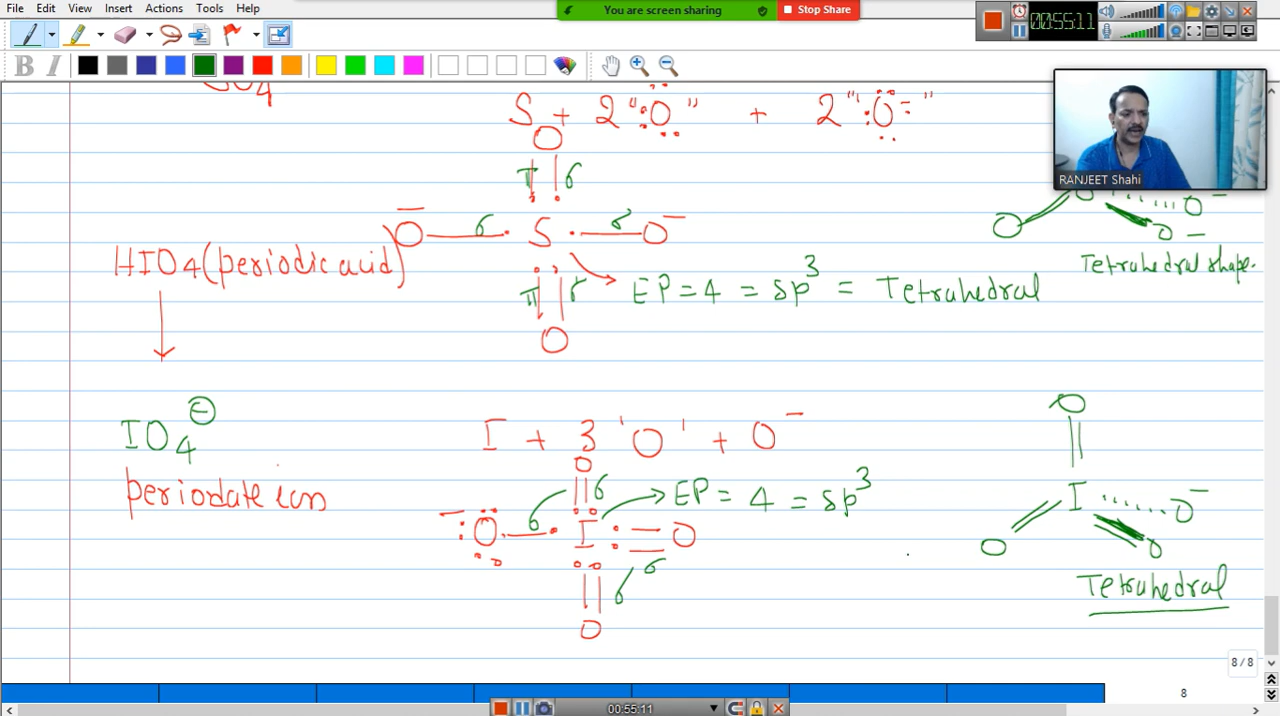 File Edit View Insert Actions Tools Help
You are screen sharing
Stop Share
00:55:11
B I
SO4
S + 2 ":O:" + 2 ":O:-"
O
π σ
RANJEET Shahi
O- σ S σ O-
O O O-
O-
HIO4 (periodic acid)
Tetrahedral shape.
π σ
EP = 4 = sp3 = Tetrahedral
O
IO4-
I + 3 'O' + O-
O
O
periodate ion
σ
EP = 4 = sp3
I O-
-:O: σ I = O
O O
σ
σ
Tetrahedral
O
8/8
8
00:55:11